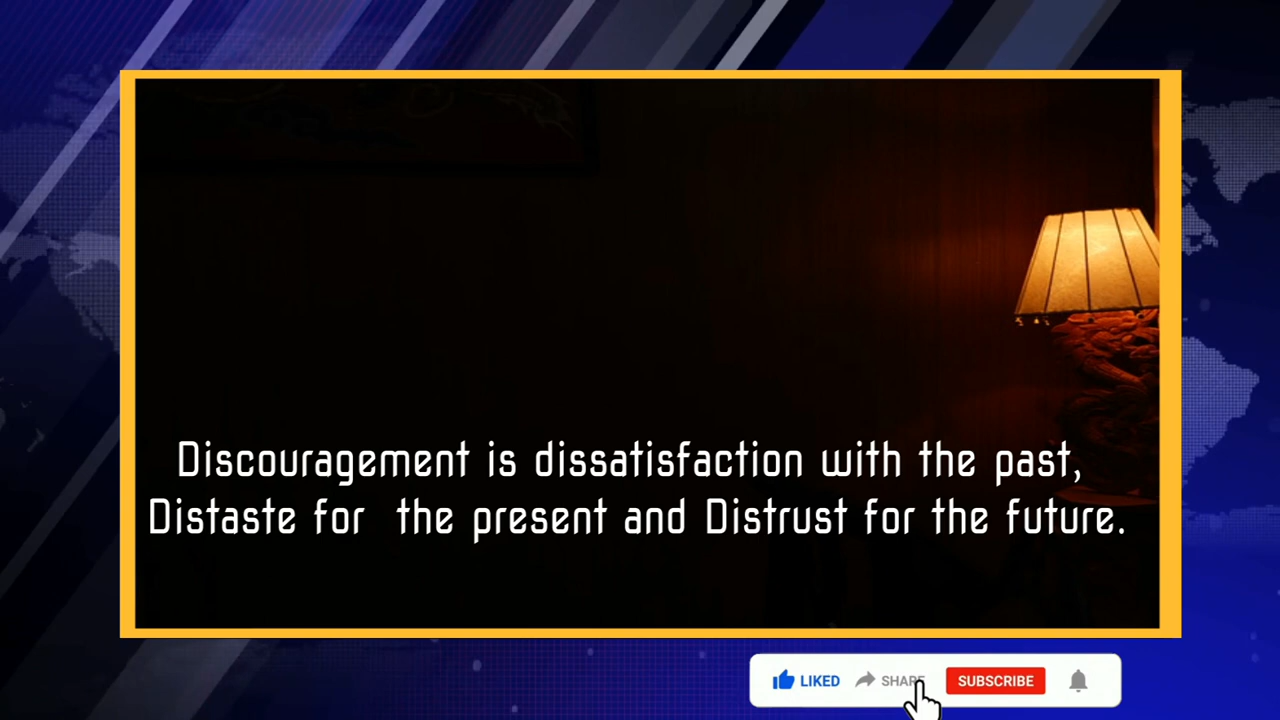 Discouragement is dissatisfaction with the past,
Distaste for the present and Distrust for the future.
LIKED SHARE SUBSCRIBE